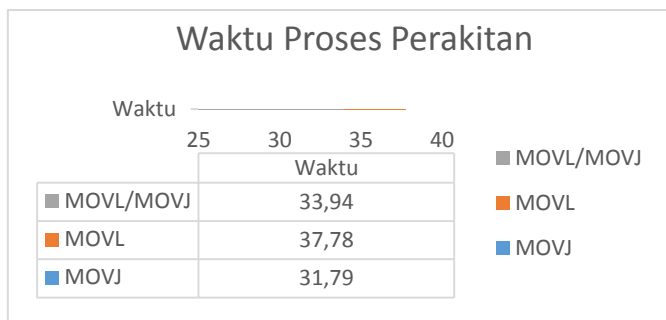 Waktu Proses Perakitan
Waktu
25 30 35 40
Waktu
MOVL/MOVJ 33,94
MOVL 37,78
MOVJ 31,79
MOVL/MOVJ
MOVL
MOVJ